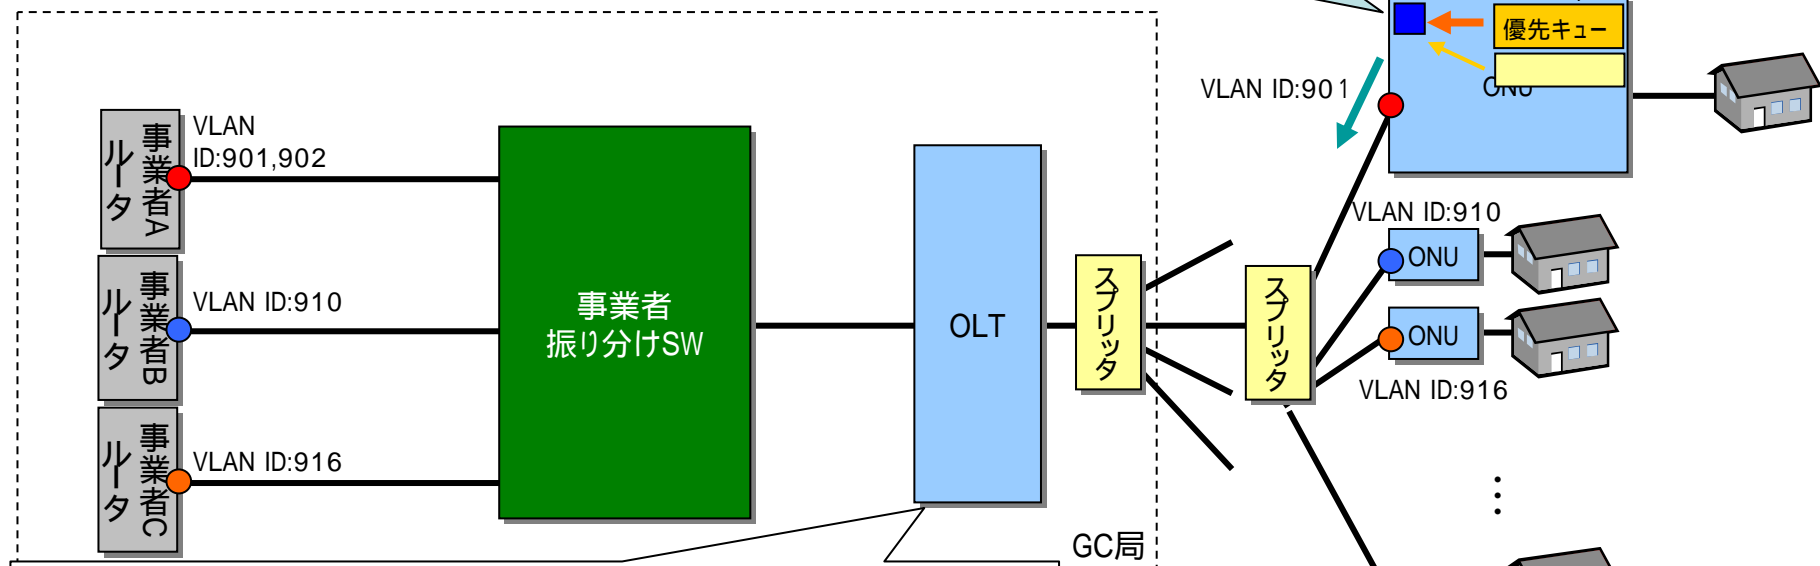 優先キュー
ONU
VLAN ID:901
事業者A
ルータ
VLAN
ID:901,902
事業者B
ルータ
VLAN ID:910
事業者C
ルータ
VLAN ID:916
事業者
振り分けSW
OLT
スプリッタ
スプリッタ
VLAN ID:910
ONU
ONU
VLAN ID:916
⋮
GC局